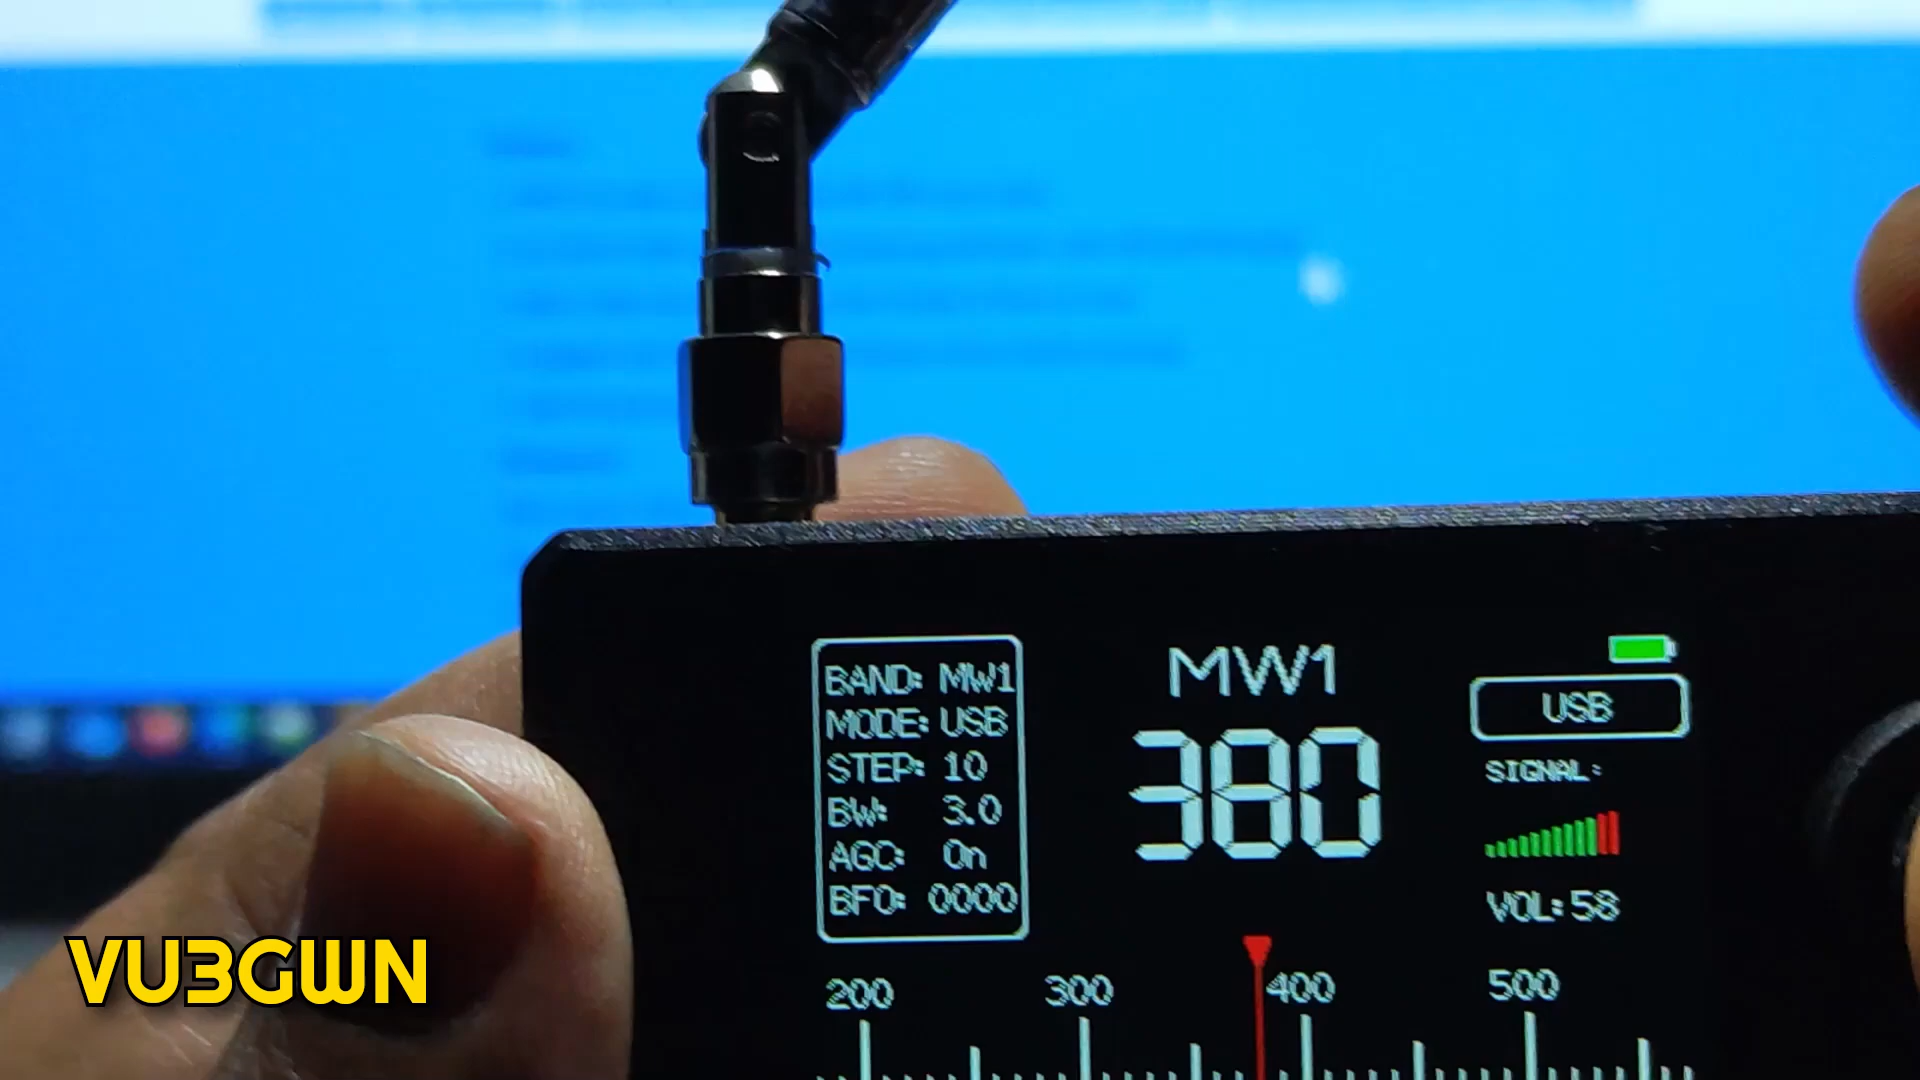 BAND: MW1
MODE: USB
STEP: 10
BW: 3.0
AGC: On
BFO: 0000
MW1
380
USB
SIGNAL:
VOL: 58
200 300 400 500
VU3GWN